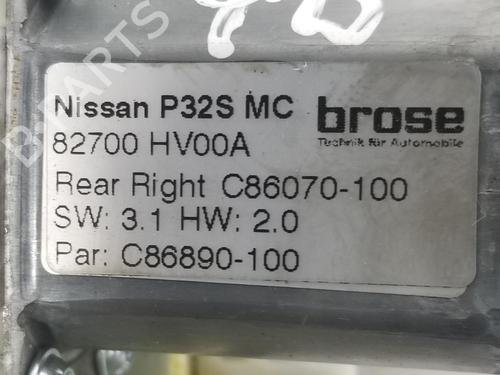 Nissan P32S MC
brose
Technik für Automobile
82700 HV00A
Rear Right C86070-100
SW: 3.1 HW: 2.0
Par: C86890-100